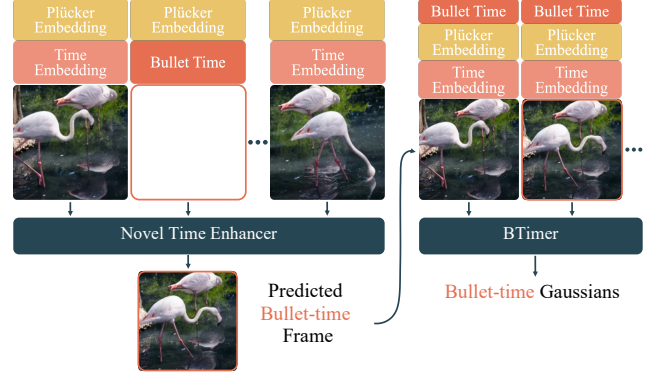 Plücker
Embedding
Time
Embedding
Plücker
Embedding
Bullet Time
Plücker
Embedding
Time
Embedding
Novel Time Enhancer
Predicted
Bullet-time
Frame
Bullet Time
Plücker
Embedding
Time
Embedding
Bullet Time
Plücker
Embedding
Time
Embedding
BTimer
Bullet-time Gaussians